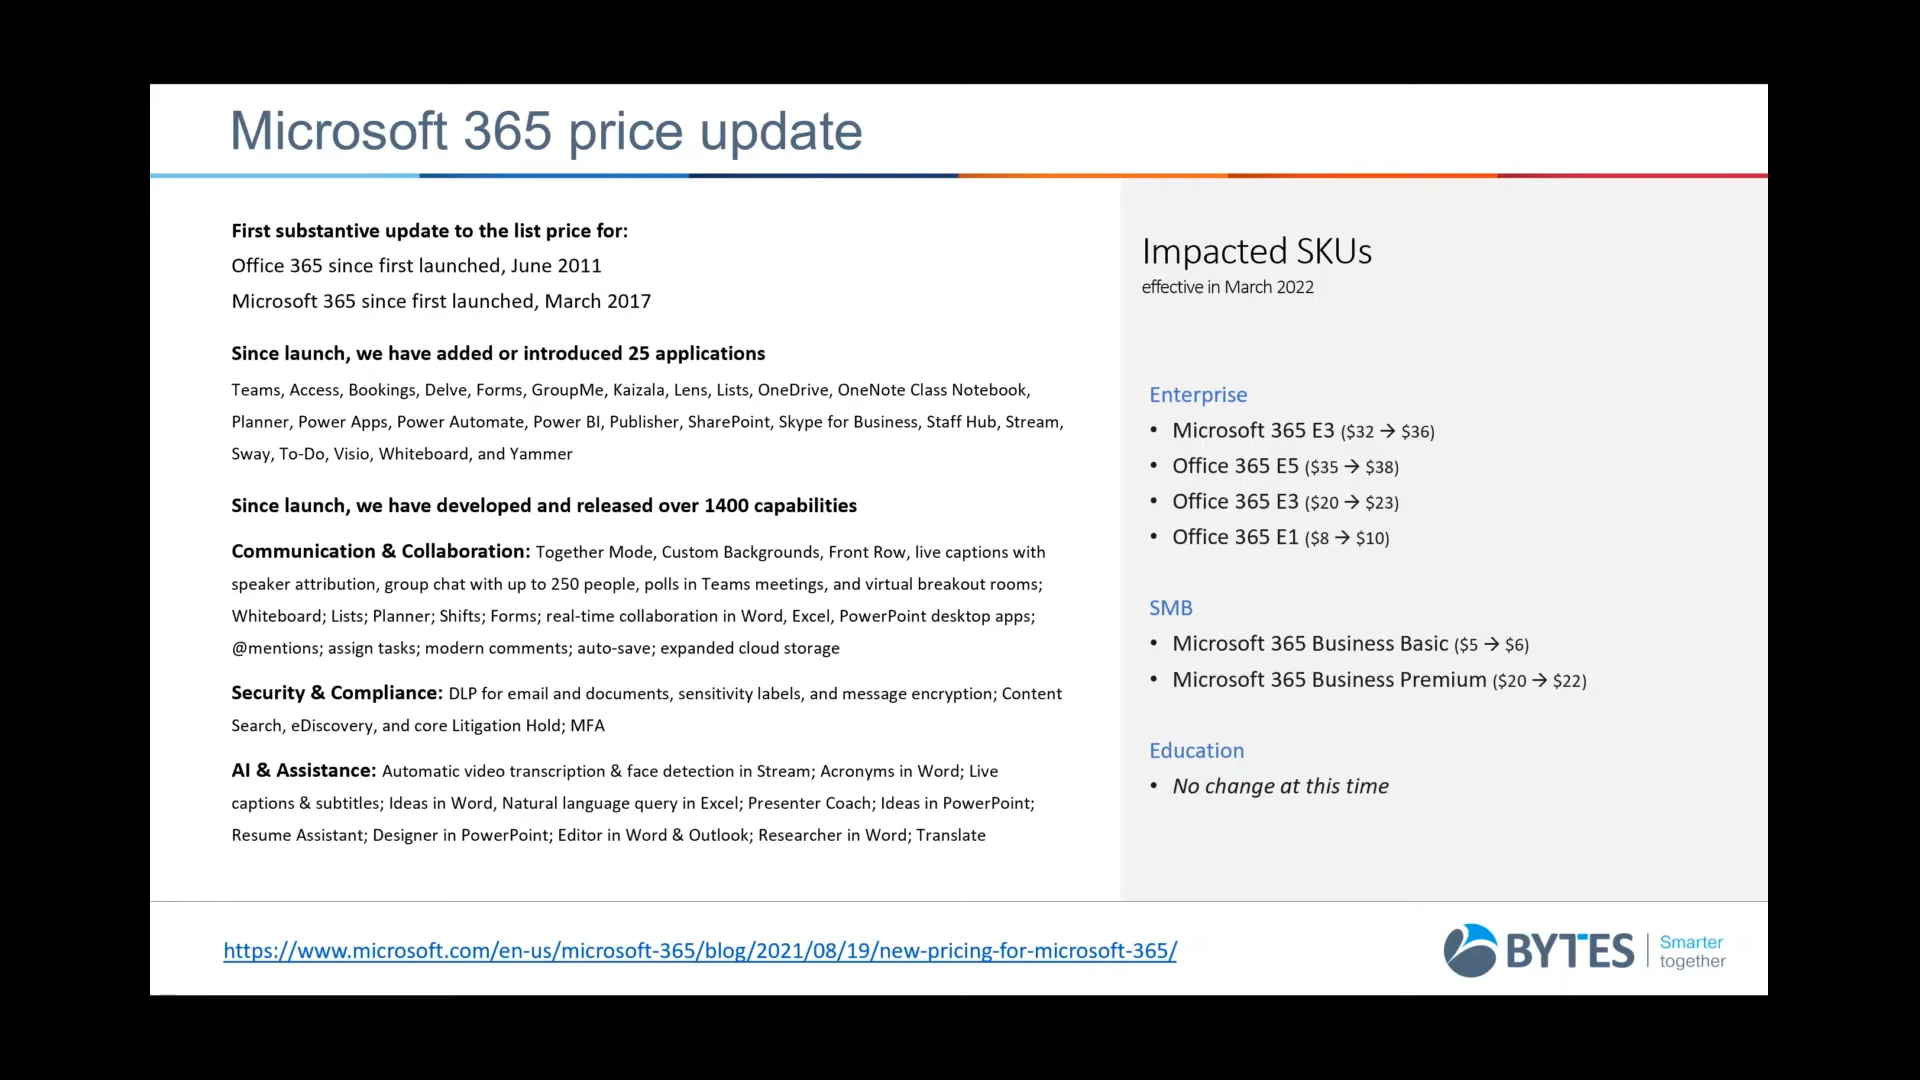 Microsoft 365 price update
First substantive update to the list price for:
Office 365 since first launched, June 2011
Microsoft 365 since first launched, March 2017
Since launch, we have added or introduced 25 applications
Teams, Access, Bookings, Delve, Forms, GroupMe, Kaizala, Lens, Lists, OneDrive, OneNote Class Notebook,
Planner, Power Apps, Power Automate, Power BI, Publisher, SharePoint, Skype for Business, Staff Hub, Stream,
Sway, To-Do, Visio, Whiteboard, and Yammer
Since launch, we have developed and released over 1400 capabilities
Communication & Collaboration: Together Mode, Custom Backgrounds, Front Row, live captions with
speaker attribution, group chat with up to 250 people, polls in Teams meetings, and virtual breakout rooms;
Whiteboard; Lists; Planner; Shifts; Forms; real-time collaboration in Word, Excel, PowerPoint desktop apps;
@mentions; assign tasks; modern comments; auto-save; expanded cloud storage
Security & Compliance: DLP for email and documents, sensitivity labels, and message encryption; Content
Search, eDiscovery, and core Litigation Hold; MFA
AI & Assistance: Automatic video transcription & face detection in Stream; Acronyms in Word; Live
captions & subtitles; Ideas in Word, Natural language query in Excel; Presenter Coach; Ideas in PowerPoint;
Resume Assistant; Designer in PowerPoint; Editor in Word & Outlook; Researcher in Word; Translate
Impacted SKUs
effective in March 2022
Enterprise
• Microsoft 365 E3 ($32 → $36)
• Office 365 E5 ($35 → $38)
• Office 365 E3 ($20 → $23)
• Office 365 E1 ($8 → $10)
SMB
• Microsoft 365 Business Basic ($5 → $6)
• Microsoft 365 Business Premium ($20 → $22)
Education
• No change at this time
https://www.microsoft.com/en-us/microsoft-365/blog/2021/08/19/new-pricing-for-microsoft-365/
BYTES
Smarter
together